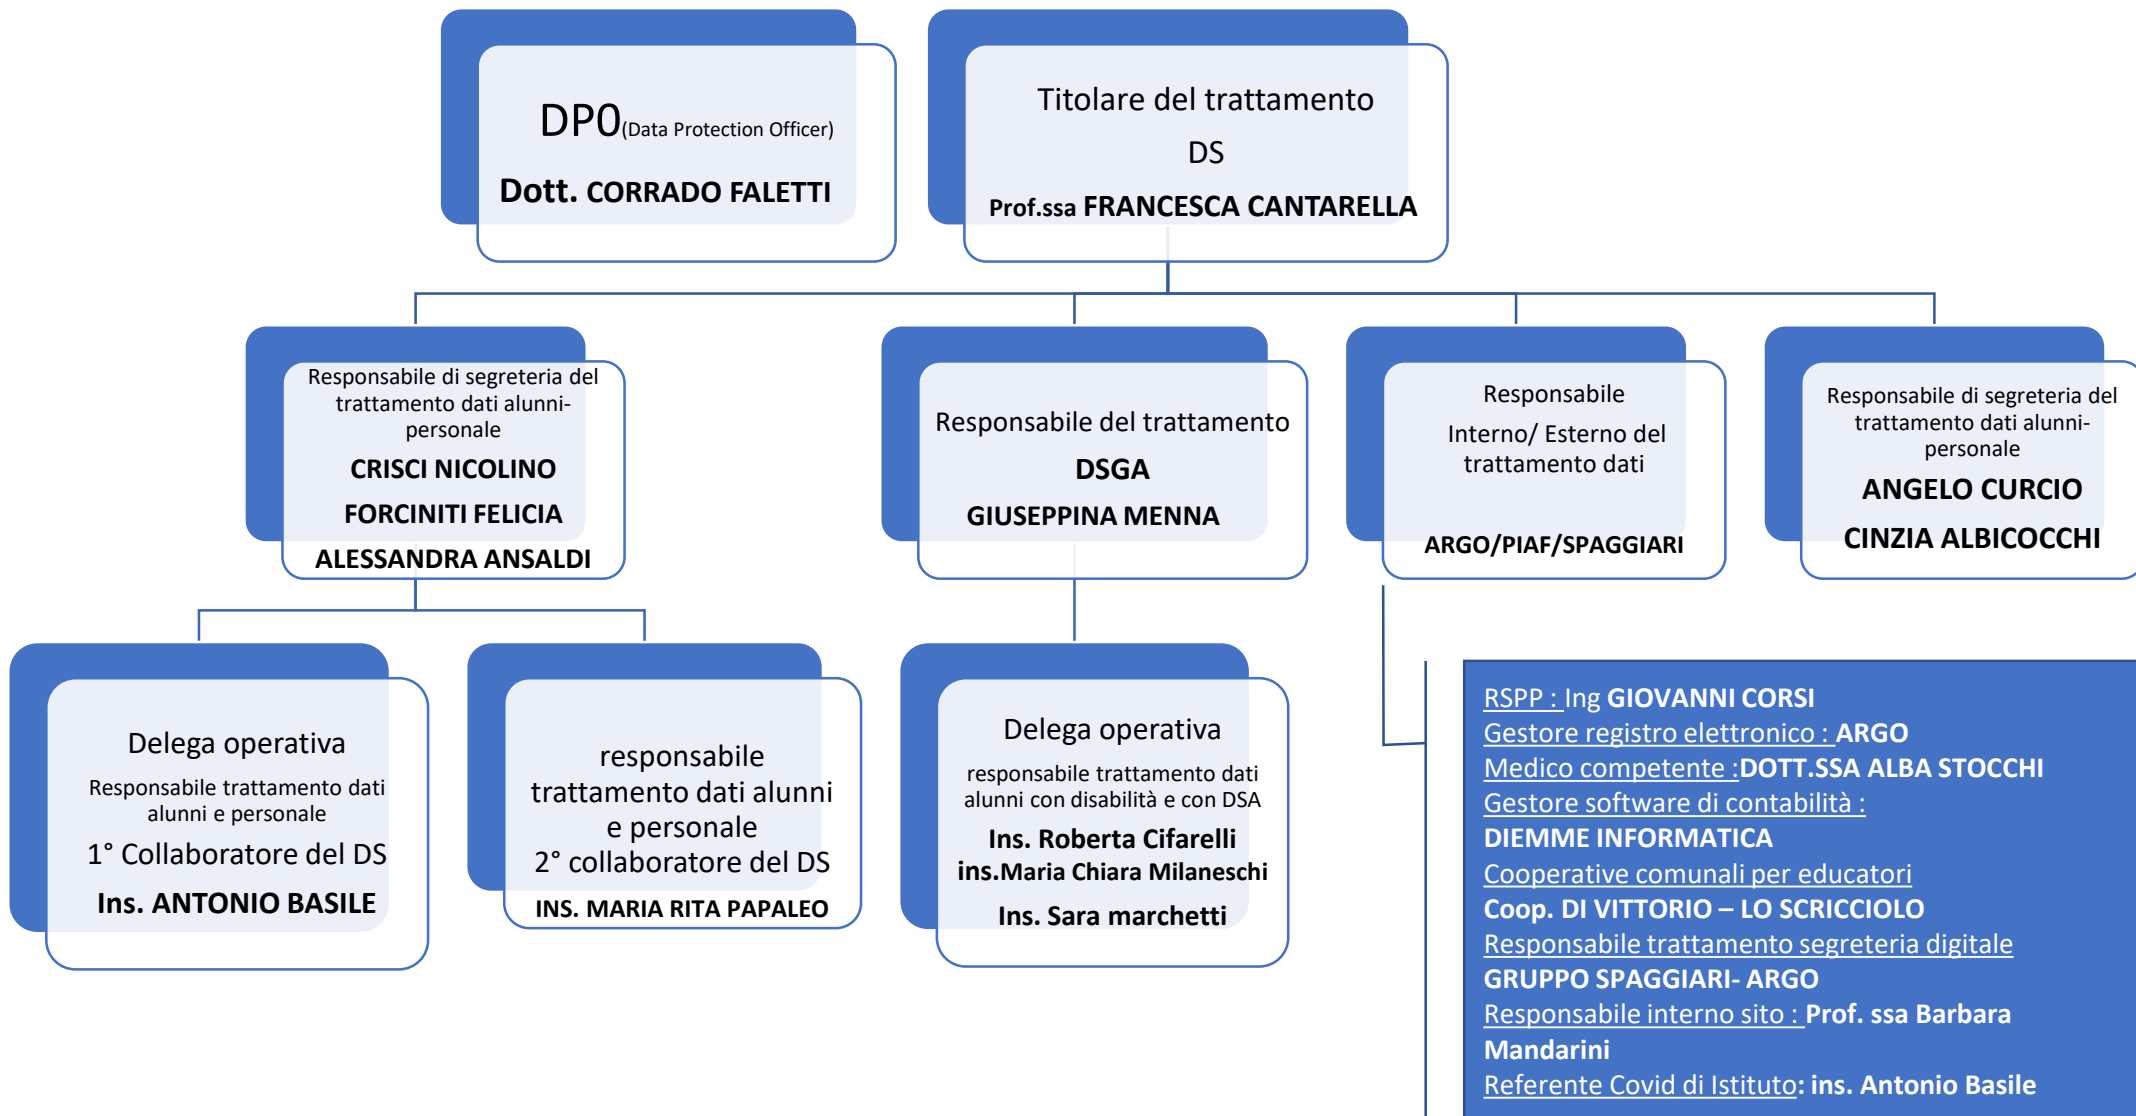 DP0(Data Protection Officer)
Dott. CORRADO FALETTI
Titolare del trattamento
DS
Prof.ssa FRANCESCA CANTARELLA
Responsabile di segreteria del
trattamento dati alunni-
personale
CRISCI NICOLINO
FORCINITI FELICIA
ALESSANDRA ANSALDI
Responsabile del trattamento
DSGA
GIUSEPPINA MENNA
Responsabile
Interno/ Esterno del
trattamento dati
ARGO/PIAF/SPAGGIARI
Responsabile di segreteria del
trattamento dati alunni-
personale
ANGELO CURCIO
CINZIA ALBICOCCHI
Delega operativa
Responsabile trattamento dati
alunni e personale
1° Collaboratore del DS
Ins. ANTONIO BASILE
responsabile
trattamento dati alunni
e personale
2° collaboratore del DS
INS. MARIA RITA PAPALEO
Delega operativa
responsabile trattamento dati
alunni con disabilità e con DSA
Ins. Roberta Cifarelli
ins.Maria Chiara Milaneschi
Ins. Sara marchetti
RSPP : Ing GIOVANNI CORSI
Gestore registro elettronico : ARGO
Medico competente :DOTT.SSA ALBA STOCCHI
Gestore software di contabilità :
DIEMME INFORMATICA
Cooperative comunali per educatori
Coop. DI VITTORIO – LO SCRICCIOLO
Responsabile trattamento segreteria digitale
GRUPPO SPAGGIARI- ARGO
Responsabile interno sito : Prof. ssa Barbara
Mandarini
Referente Covid di Istituto: ins. Antonio Basile